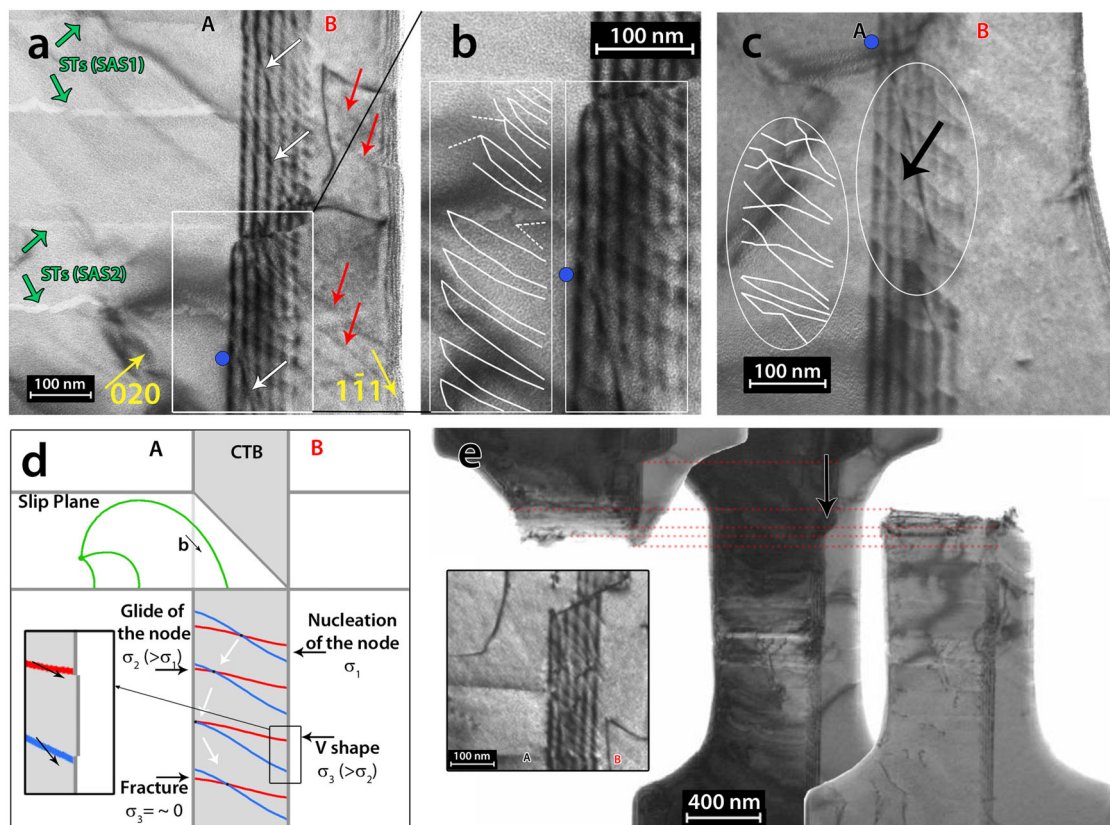 a
A
B
STs (SAS1)
STs (SAS2)
020
11̅1
100 nm
b
100 nm
c
A
B
100 nm
d
A
CTB
B
Slip Plane
b
Glide of
the node
σ2 (>σ1)
Nucleation
of the node
σ1
V shape
σ3 (>σ2)
Fracture
σ3= ~ 0
e
100 nm
A
B
400 nm